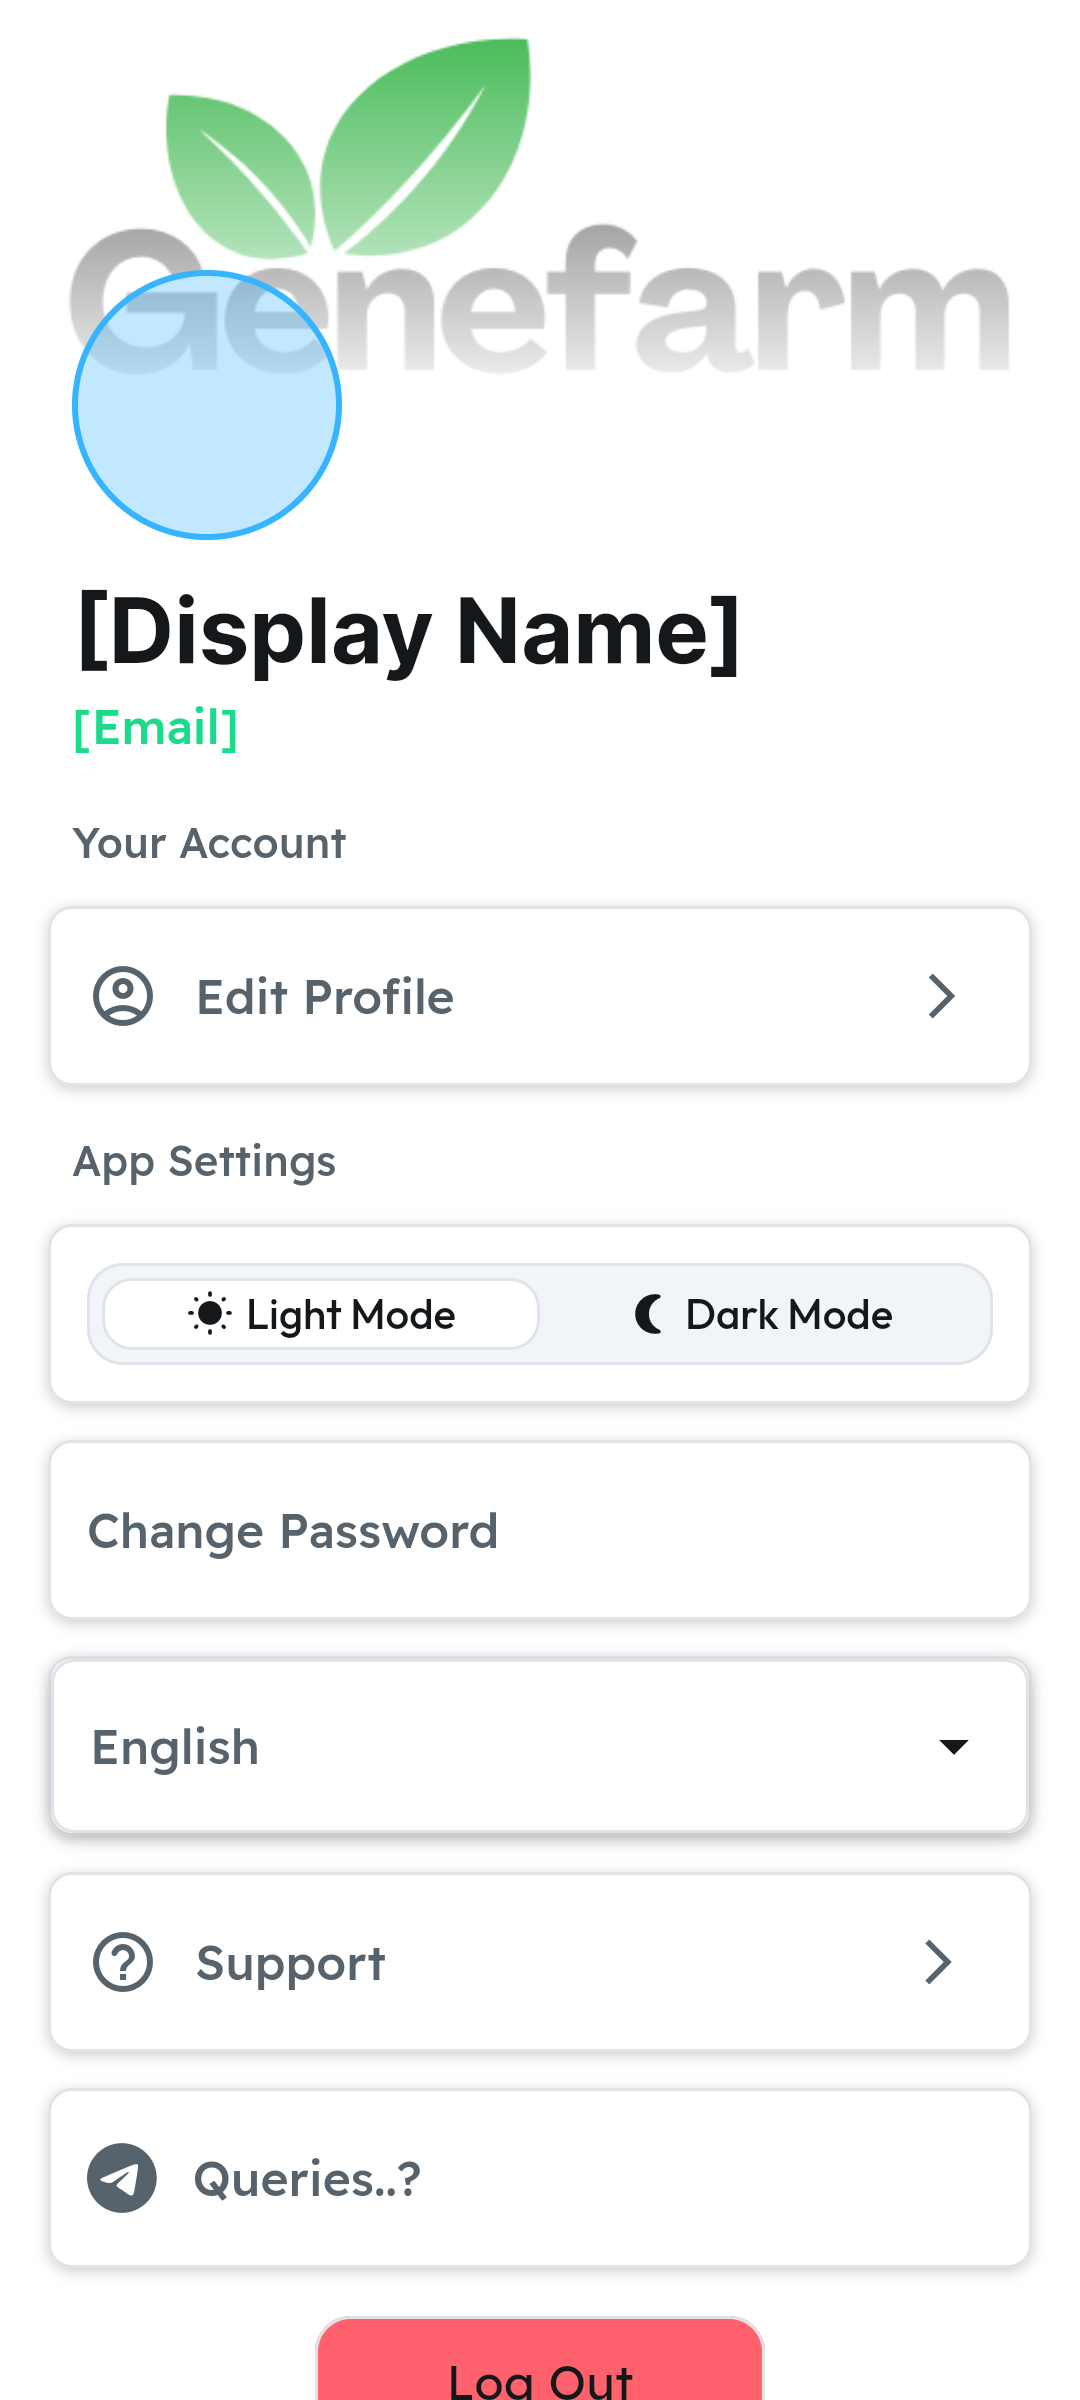 Genefarm
[Display Name]
[Email]
Your Account
Edit Profile
App Settings
Light Mode
Dark Mode
Change Password
English
Support
Queries..?
Log Out